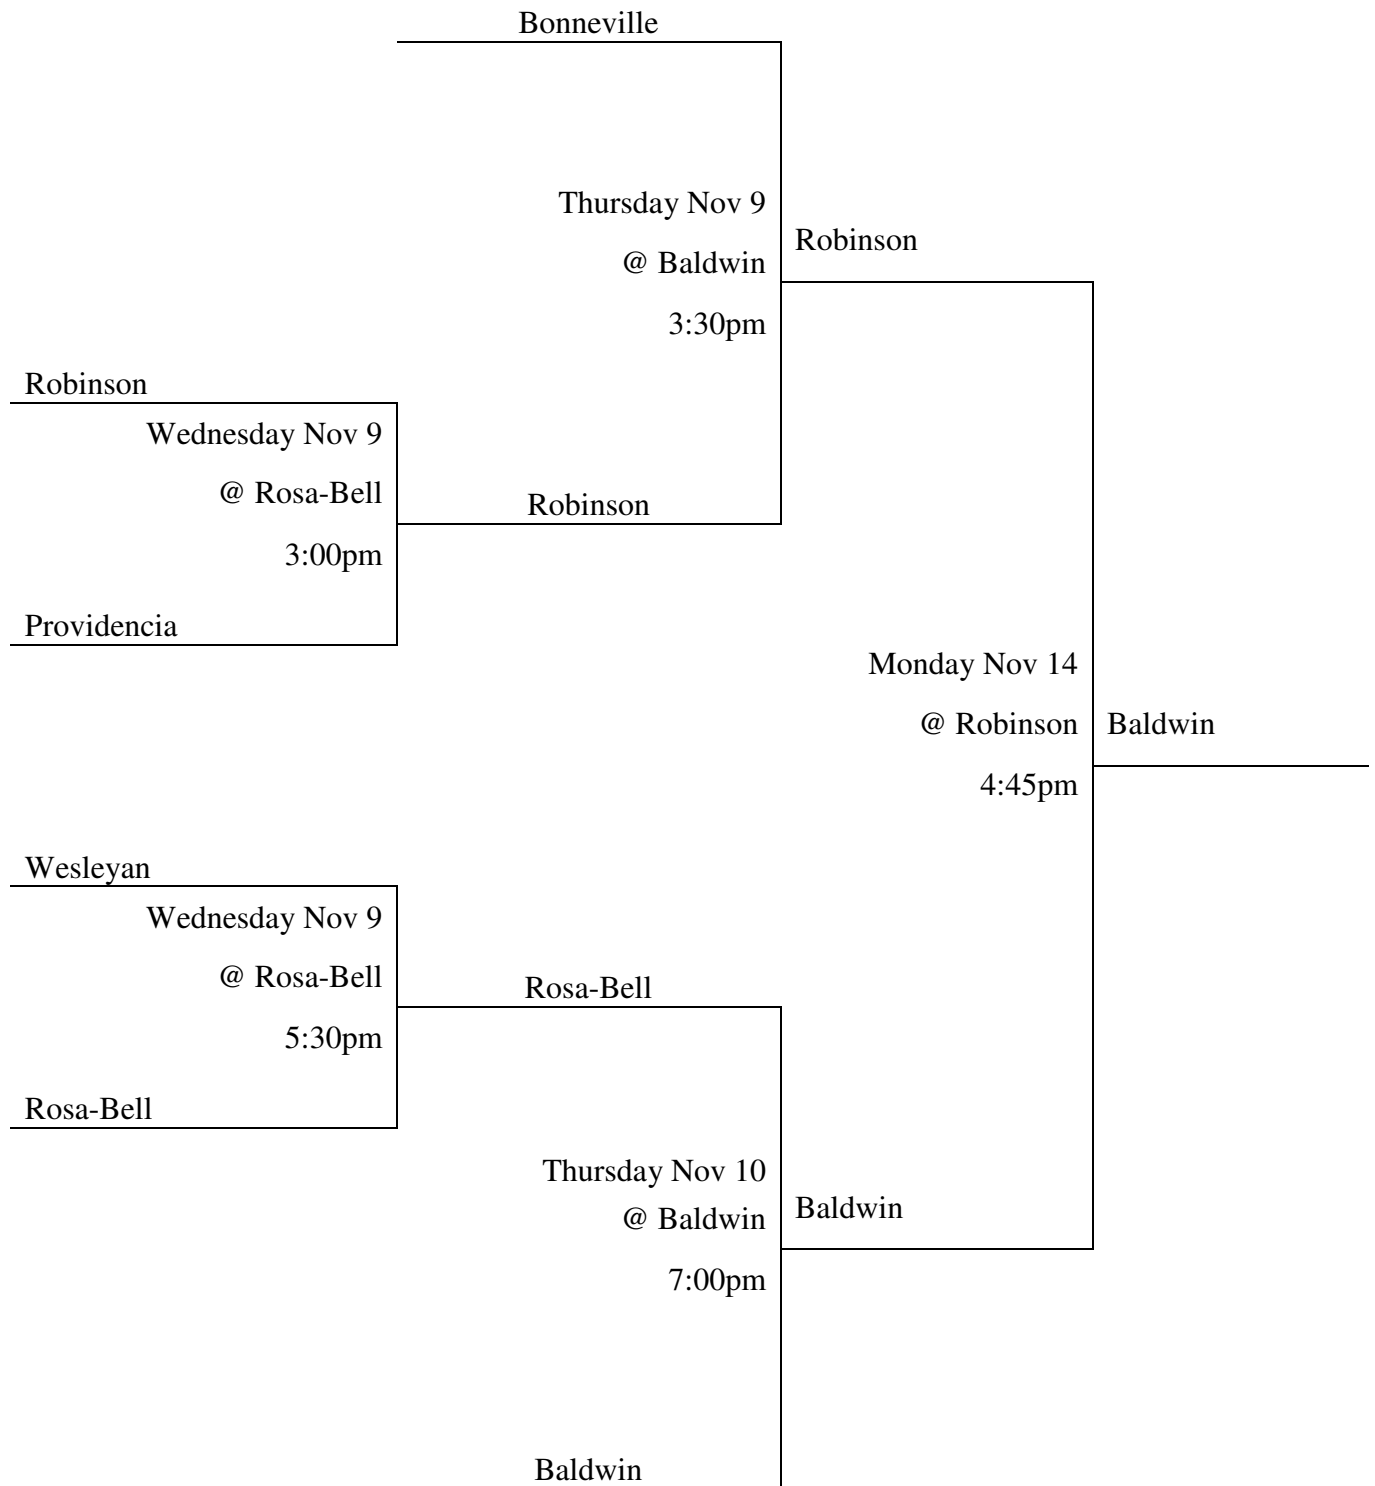 Bonneville
Thursday Nov 9
@ Baldwin
3:30pm
Robinson
Robinson
Wednesday Nov 9
@ Rosa-Bell
3:00pm
Robinson
Providencia
Monday Nov 14
@ Robinson
4:45pm
Baldwin
Wesleyan
Wednesday Nov 9
@ Rosa-Bell
5:30pm
Rosa-Bell
Rosa-Bell
Thursday Nov 10
@ Baldwin
7:00pm
Baldwin
Baldwin